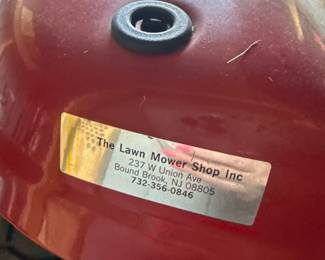 The Lawn Mower Shop Inc
237 W Union Ave
Bound Brook, NJ 08805
732-356-0846